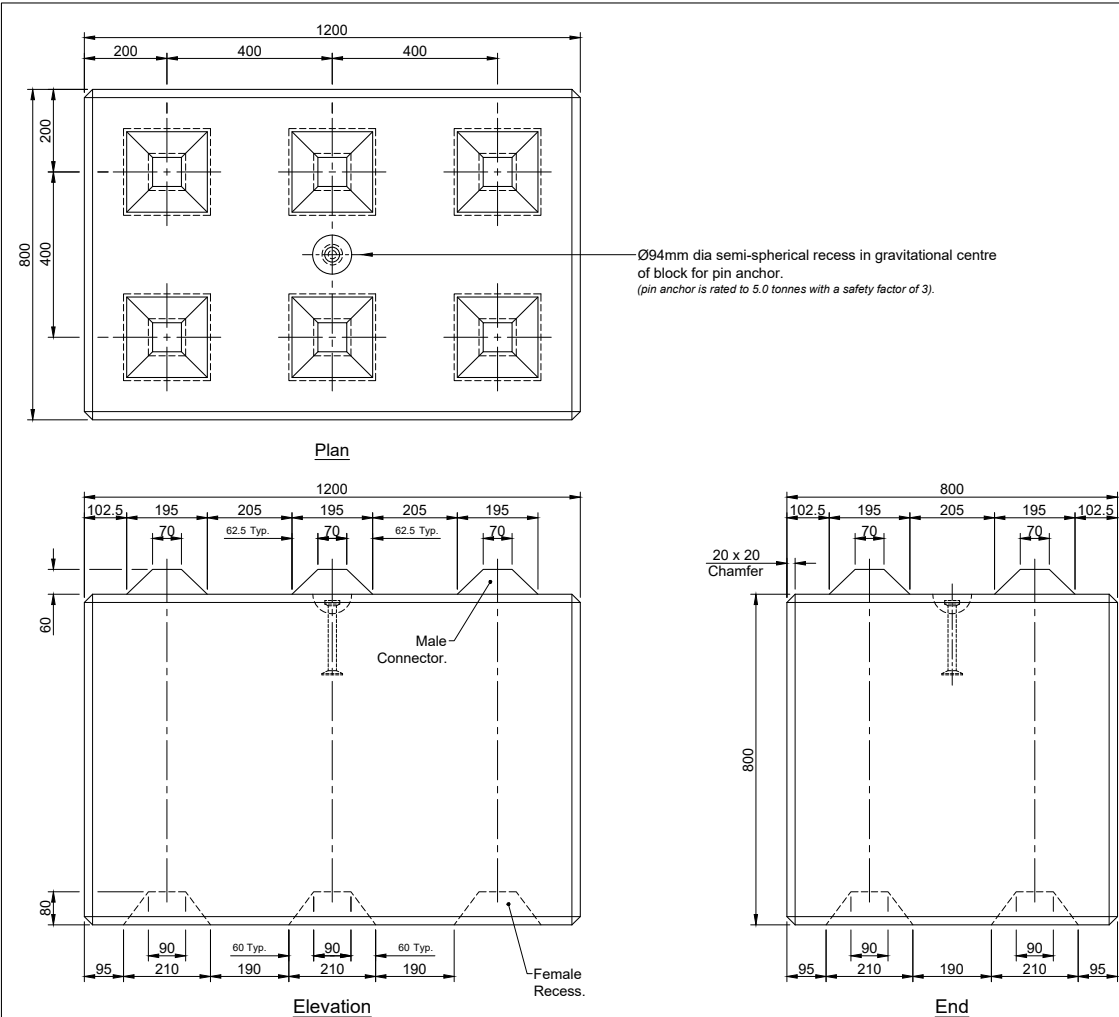 1200
200
400
400
200
800
400
Ø94mm dia semi-spherical recess in gravitational centre
of block for pin anchor.
(pin anchor is rated to 5.0 tonnes with a safety factor of 3).
Plan
1200
102.5
195
205
195
205
195
70
62.5 Typ.
70
62.5 Typ.
70
60
Male
Connector.
80
90
60 Typ.
90
60 Typ.
95
210
190
210
190
Female
Recess.
Elevation
800
102.5
195
205
195
102.5
70
70
20 x 20
Chamfer
800
90
90
95
210
190
210
95
End